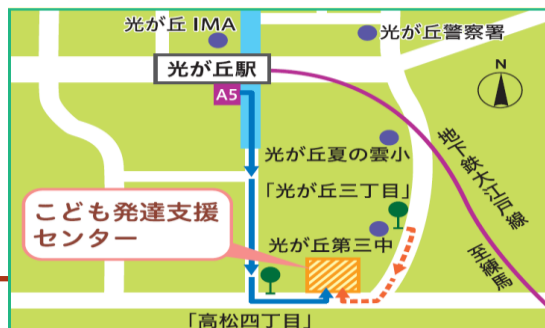 光が丘 IMA
光が丘警察署
光が丘駅
A5
N
光が丘夏の雲小
地下鉄大江戸線
「光が丘三丁目」
こども発達支援
センター
光が丘第三中
至練馬
「高松四丁目」